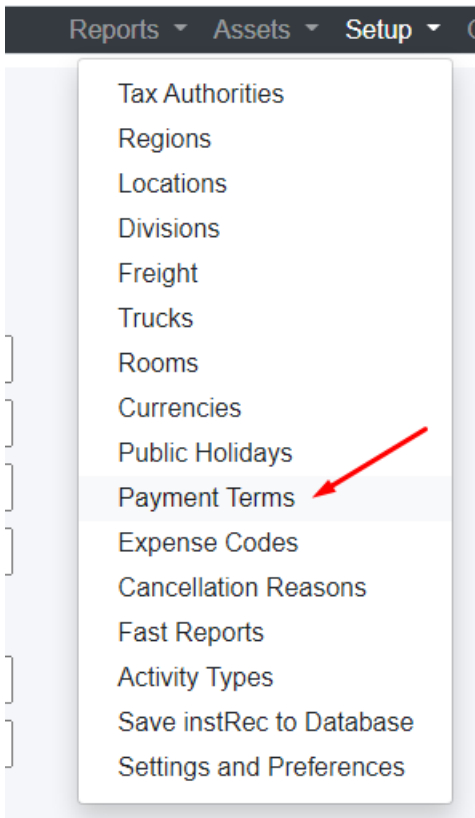 Reports Assets Setup
Tax Authorities
Regions
Locations
Divisions
Freight
Trucks
Rooms
Currencies
Public Holidays
Payment Terms
Expense Codes
Cancellation Reasons
Fast Reports
Activity Types
Save instRec to Database
Settings and Preferences